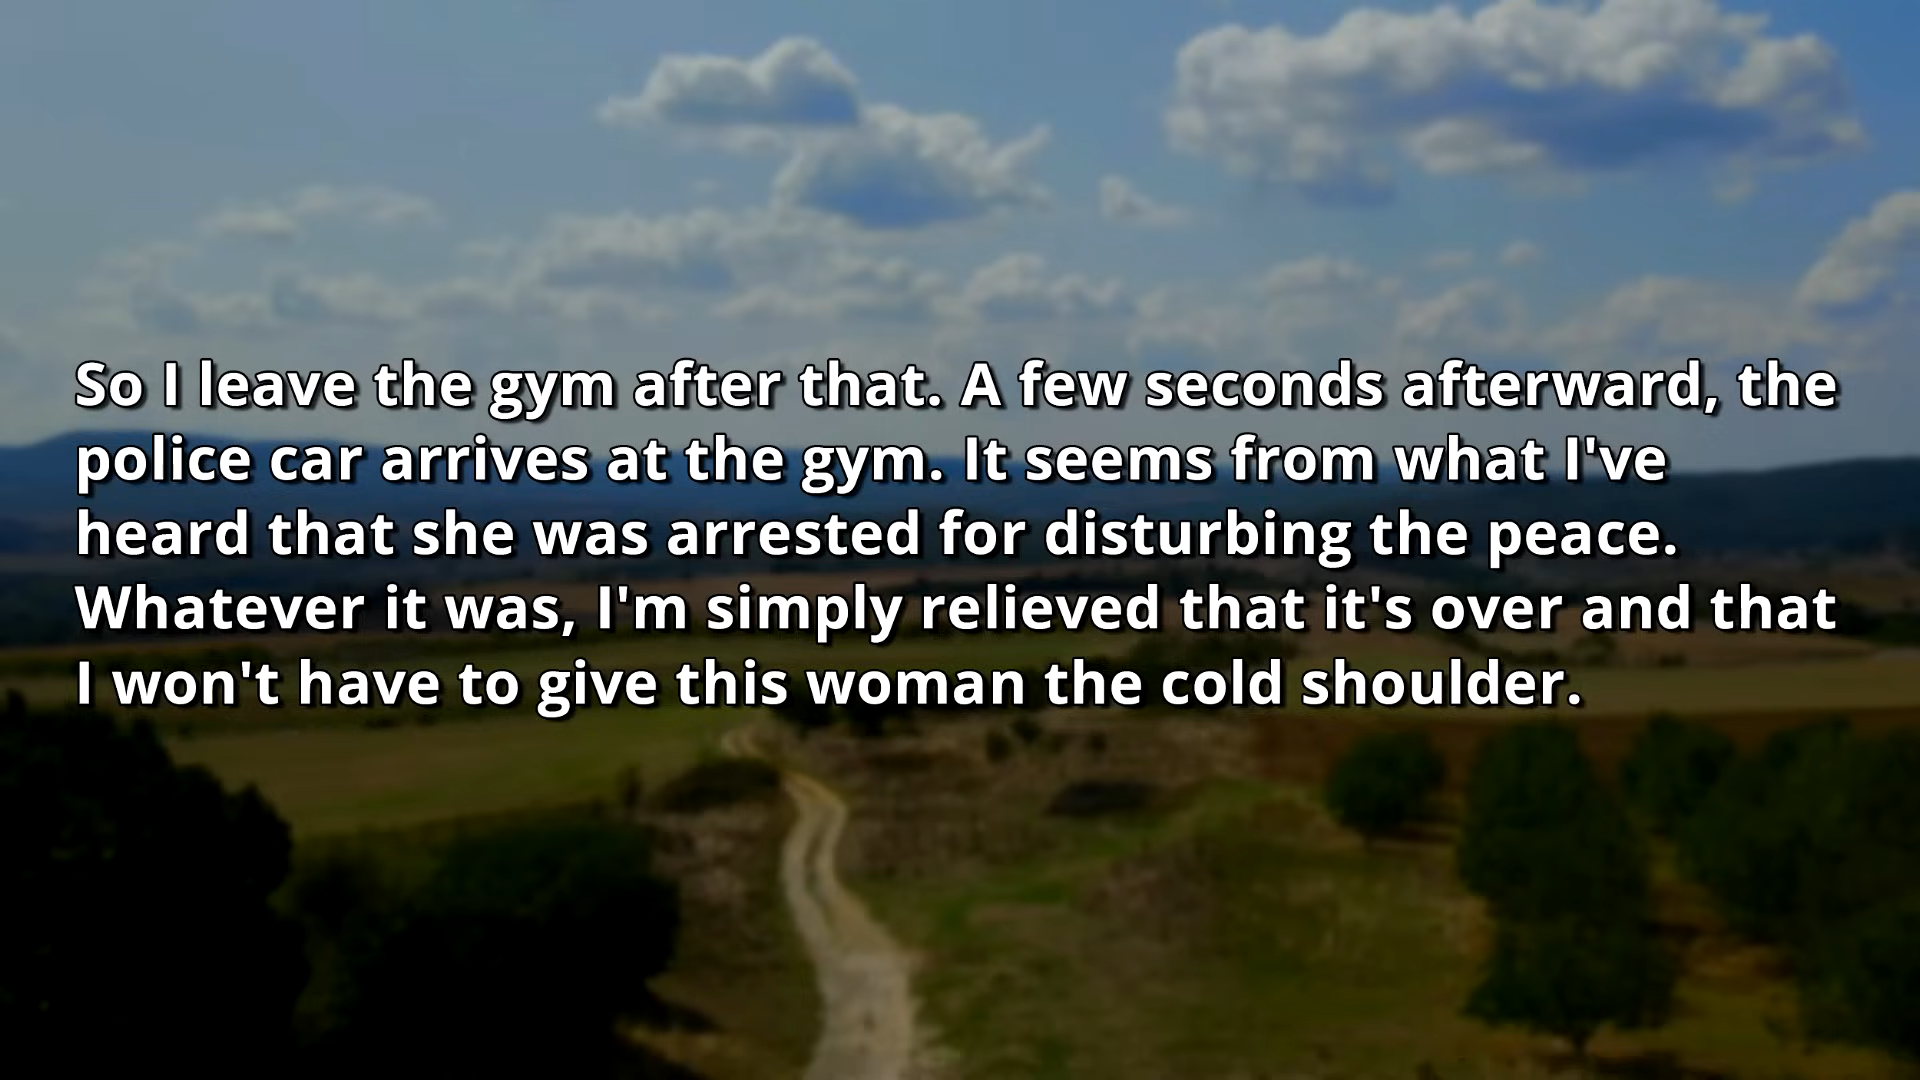 So I leave the gym after that. A few seconds afterward, the
police car arrives at the gym. It seems from what I've
heard that she was arrested for disturbing the peace.
Whatever it was, I'm simply relieved that it's over and that
I won't have to give this woman the cold shoulder.